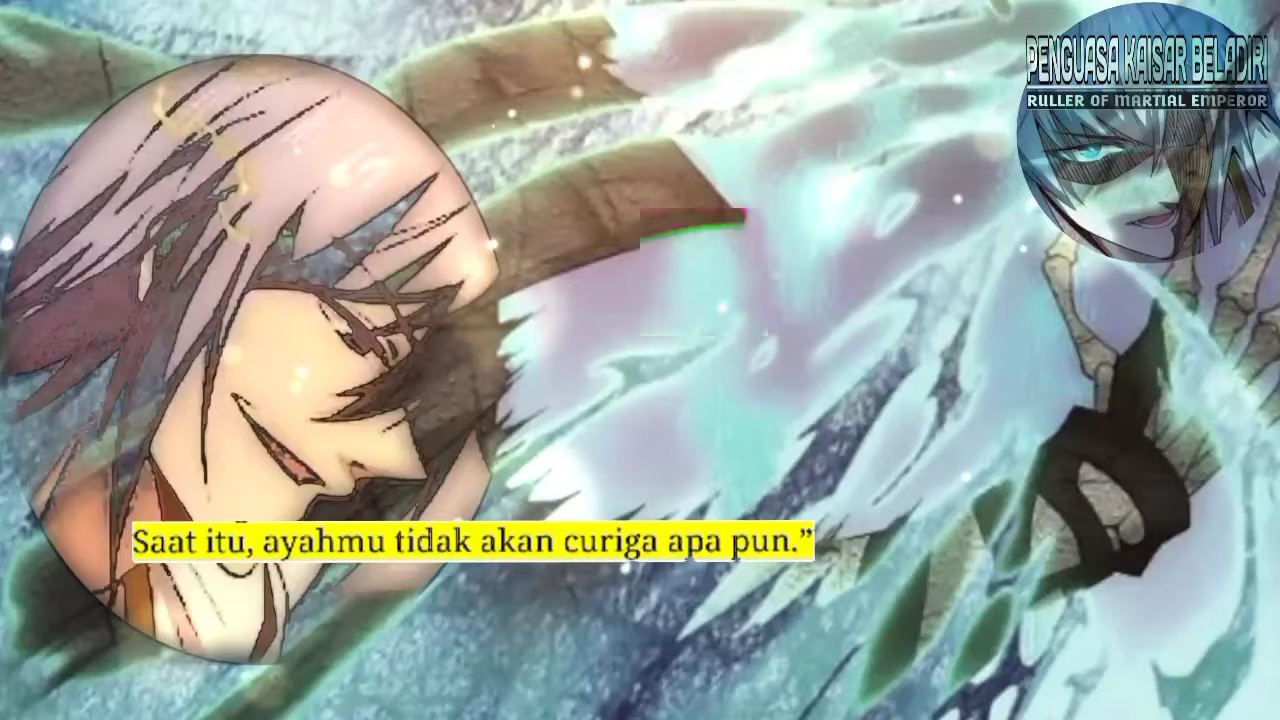 PENGUASA KAISAR BELADIRI
RULLER OF MARTIAL EMPEROR
Saat itu, ayahmu tidak akan curiga apa pun.”